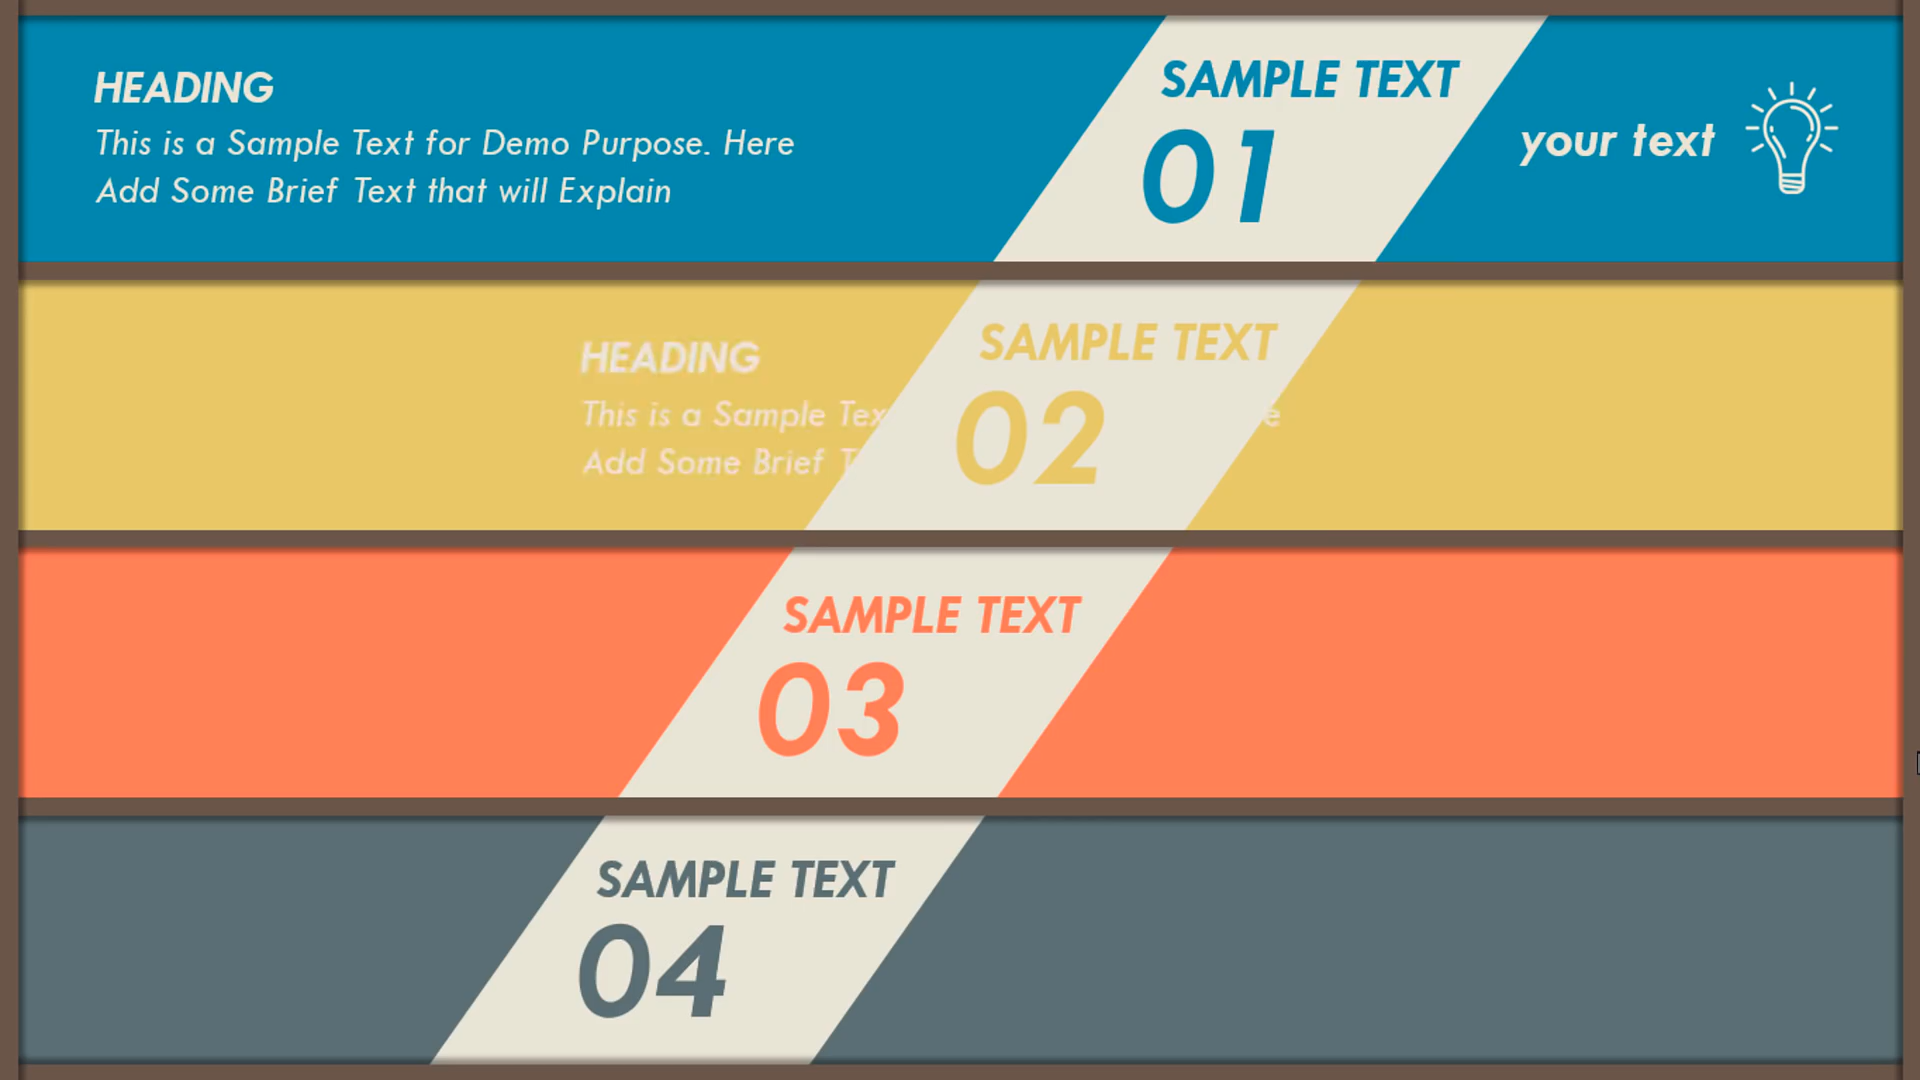 HEADING
This is a Sample Text for Demo Purpose. Here
Add Some Brief Text that will Explain
SAMPLE TEXT
01
your text
HEADING
This is a Sample
Add Some Brief
SAMPLE TEXT
02
SAMPLE TEXT
03
SAMPLE TEXT
04